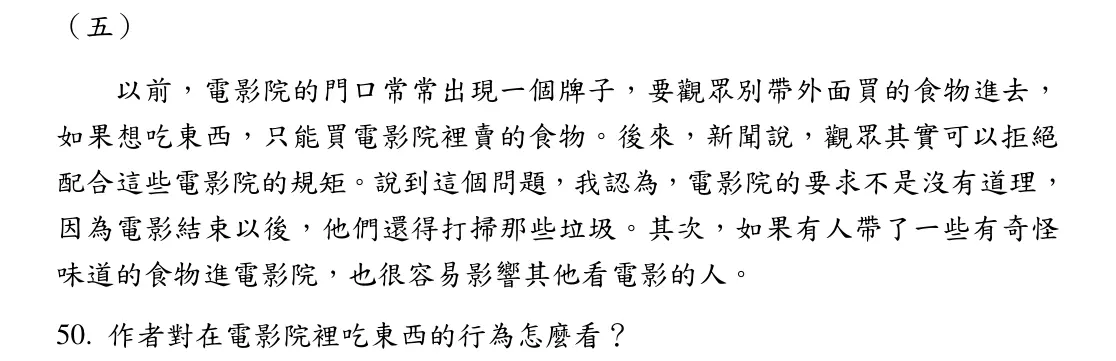 （五）
以前，電影院的門口常常出現一個牌子，要觀眾別帶外面買的食物進去，
如果想吃東西，只能買電影院裡賣的食物。後來，新聞說，觀眾其實可以拒絕
配合這些電影院的規矩。說到這個問題，我認為，電影院的要求不是沒有道理，
因為電影結束以後，他們還得打掃那些垃圾。其次，如果有人帶了一些有奇怪
味道的食物進電影院，也很容易影響其他看電影的人。
50. 作者對在電影院裡吃東西的行為怎麼看？